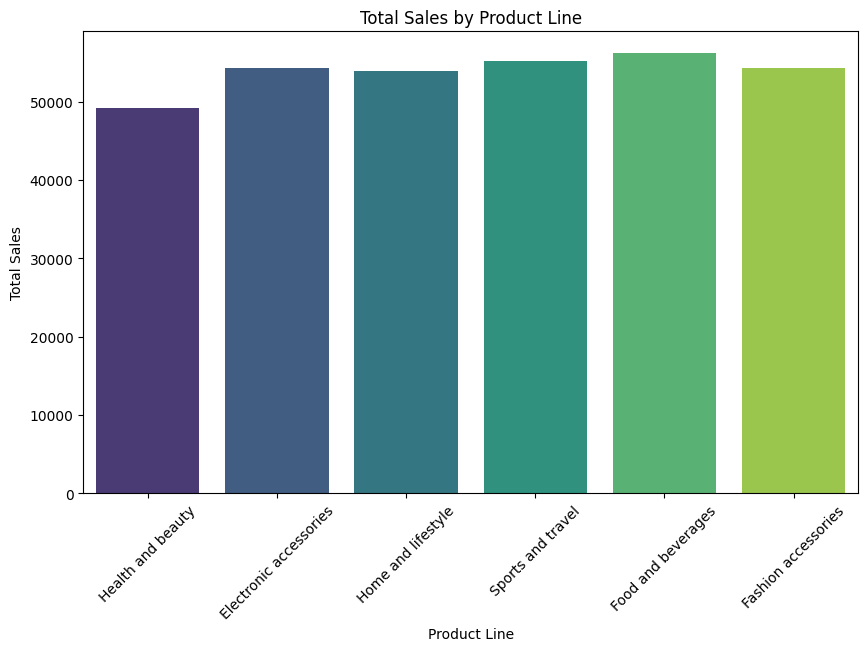 Total Sales by Product Line
Total Sales
50000
40000
30000
20000
10000
0
Health and beauty
Electronic accessories
Home and lifestyle
Sports and travel
Food and beverages
Fashion accessories
Product Line